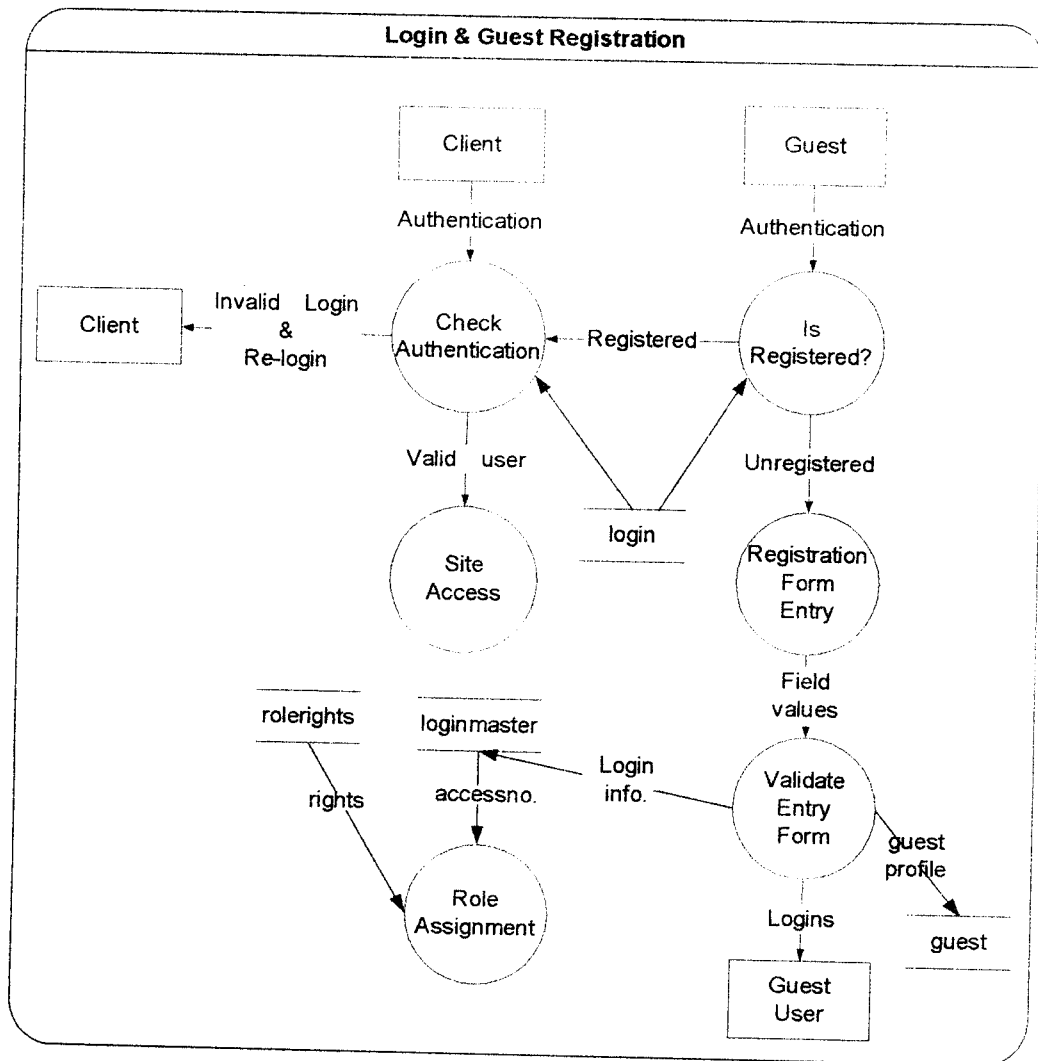 Login & Guest Registration
Client
Guest
Authentication
Authentication
Client
Invalid Login
&
Re-login
Check
Authentication
Registered
Is
Registered?
Valid user
Unregistered
login
Site
Access
Registration
Form
Entry
Field
values
rolerights
loginmaster
Login
info.
Validate
Entry
Form
rights
accessno.
guest
profile
Role
Assignment
Logins
guest
Guest
User